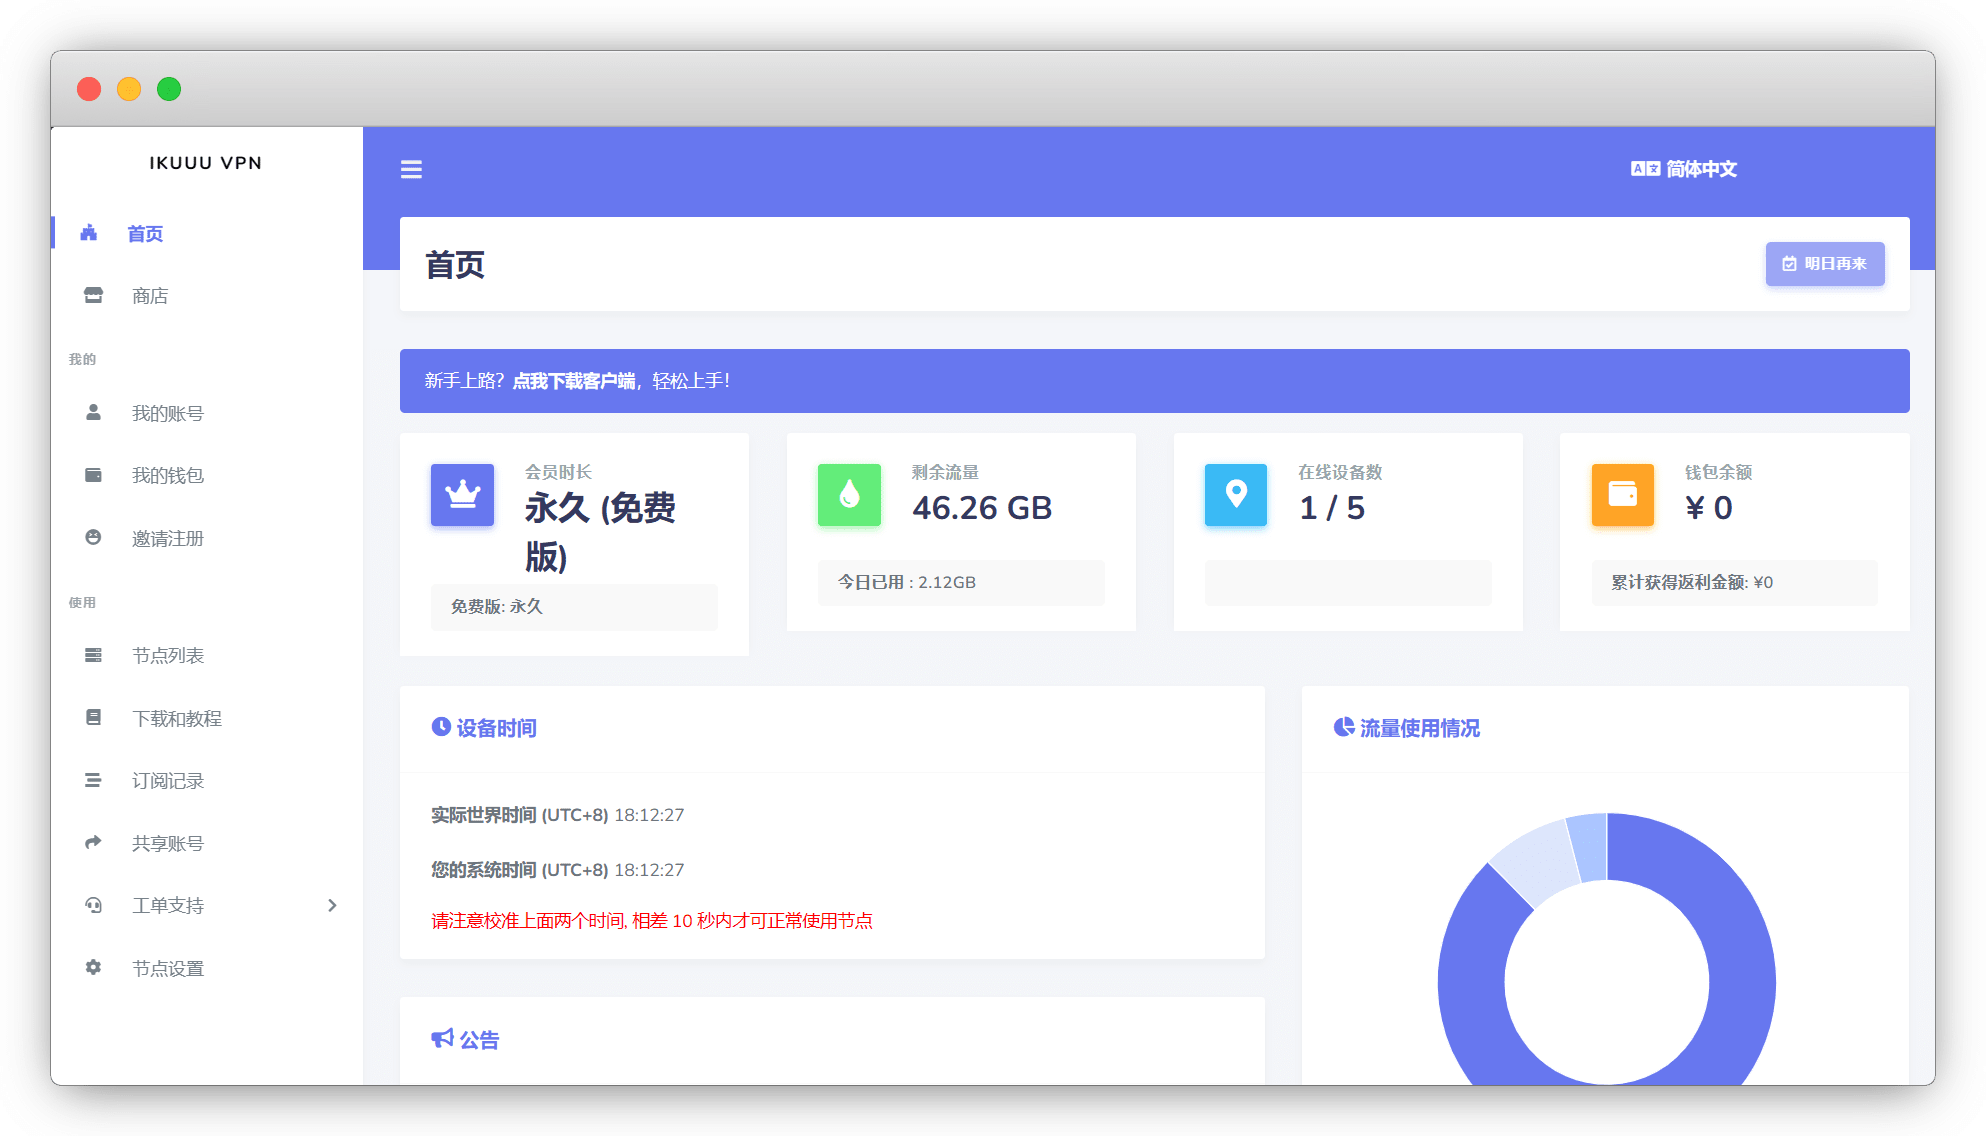 IKUUU VPN
首页
商店
我的
我的账号
我的钱包
邀请注册
使用
节点列表
下载和教程
订阅记录
共享账号
工单支持
节点设置
简体中文
首页
明日再来
新手上路？点我下载客户端，轻松上手！
会员时长
永久 (免费
版)
免费版: 永久
剩余流量
46.26 GB
今日已用 : 2.12GB
在线设备数
1 / 5
钱包余额
¥ 0
累计获得返利金额: ¥0
设备时间
实际世界时间 (UTC+8) 18:12:27
您的系统时间 (UTC+8) 18:12:27
请注意校准上面两个时间, 相差 10 秒内才可正常使用节点
流量使用情况
公告